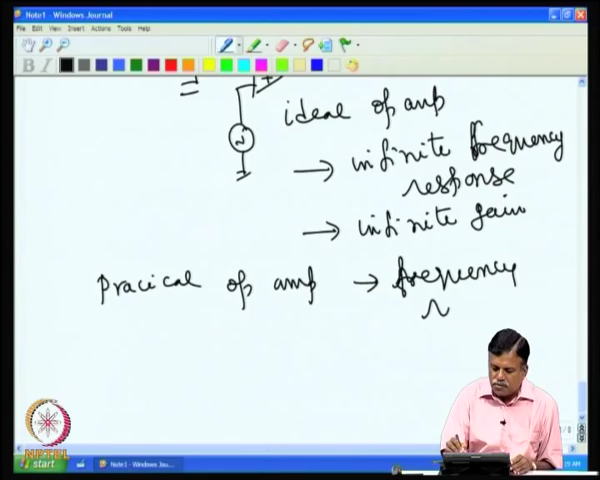 Note1 - Windows Journal
File Edit View Insert Actions Tools Help
B I
ideal op amp
→ infinite frequency
response
→ infinite gain
Pracical op amp → frequency
r
NPTEL
start
Note1 - Windows Jou...